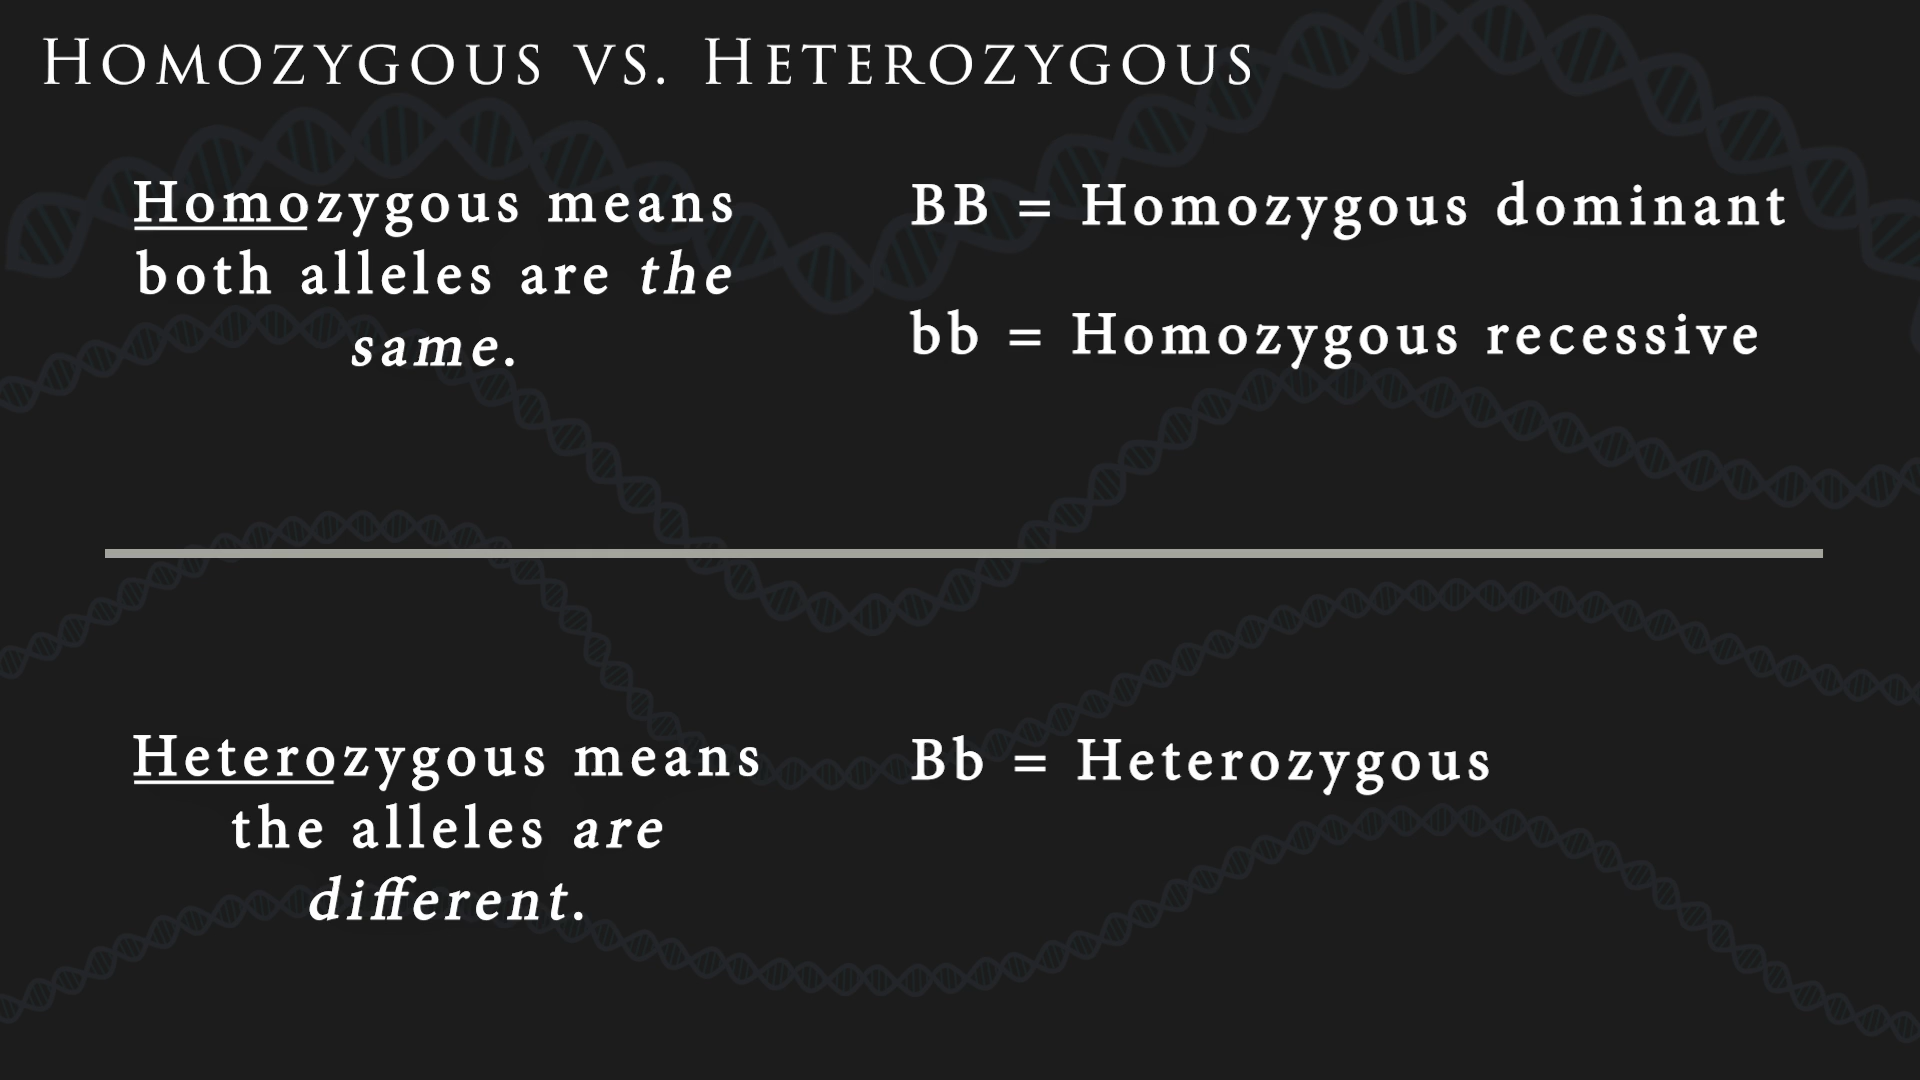 HOMOZYGOUS VS. HETEROZYGOUS
Homozygous means
both alleles are the
same.
BB = Homozygous dominant
bb = Homozygous recessive
Heterozygous means
the alleles are
different.
Bb = Heterozygous